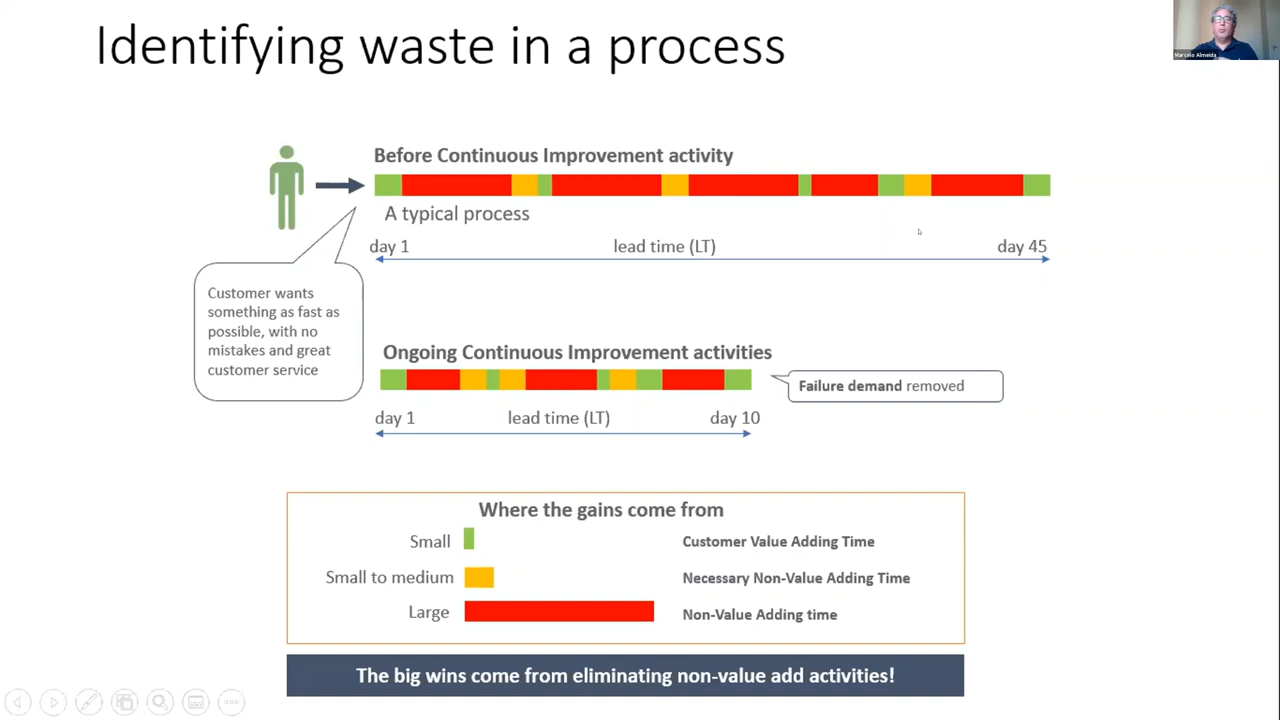 Identifying waste in a process
Marcelo Almeida
Before Continuous Improvement activity
A typical process
day 1
lead time (LT)
day 45
Customer wants
something as fast as
possible, with no
mistakes and great
customer service
Ongoing Continuous Improvement activities
Failure demand removed
day 1
lead time (LT)
day 10
Where the gains come from
Small
Customer Value Adding Time
Small to medium
Necessary Non-Value Adding Time
Large
Non-Value Adding time
The big wins come from eliminating non-value add activities!